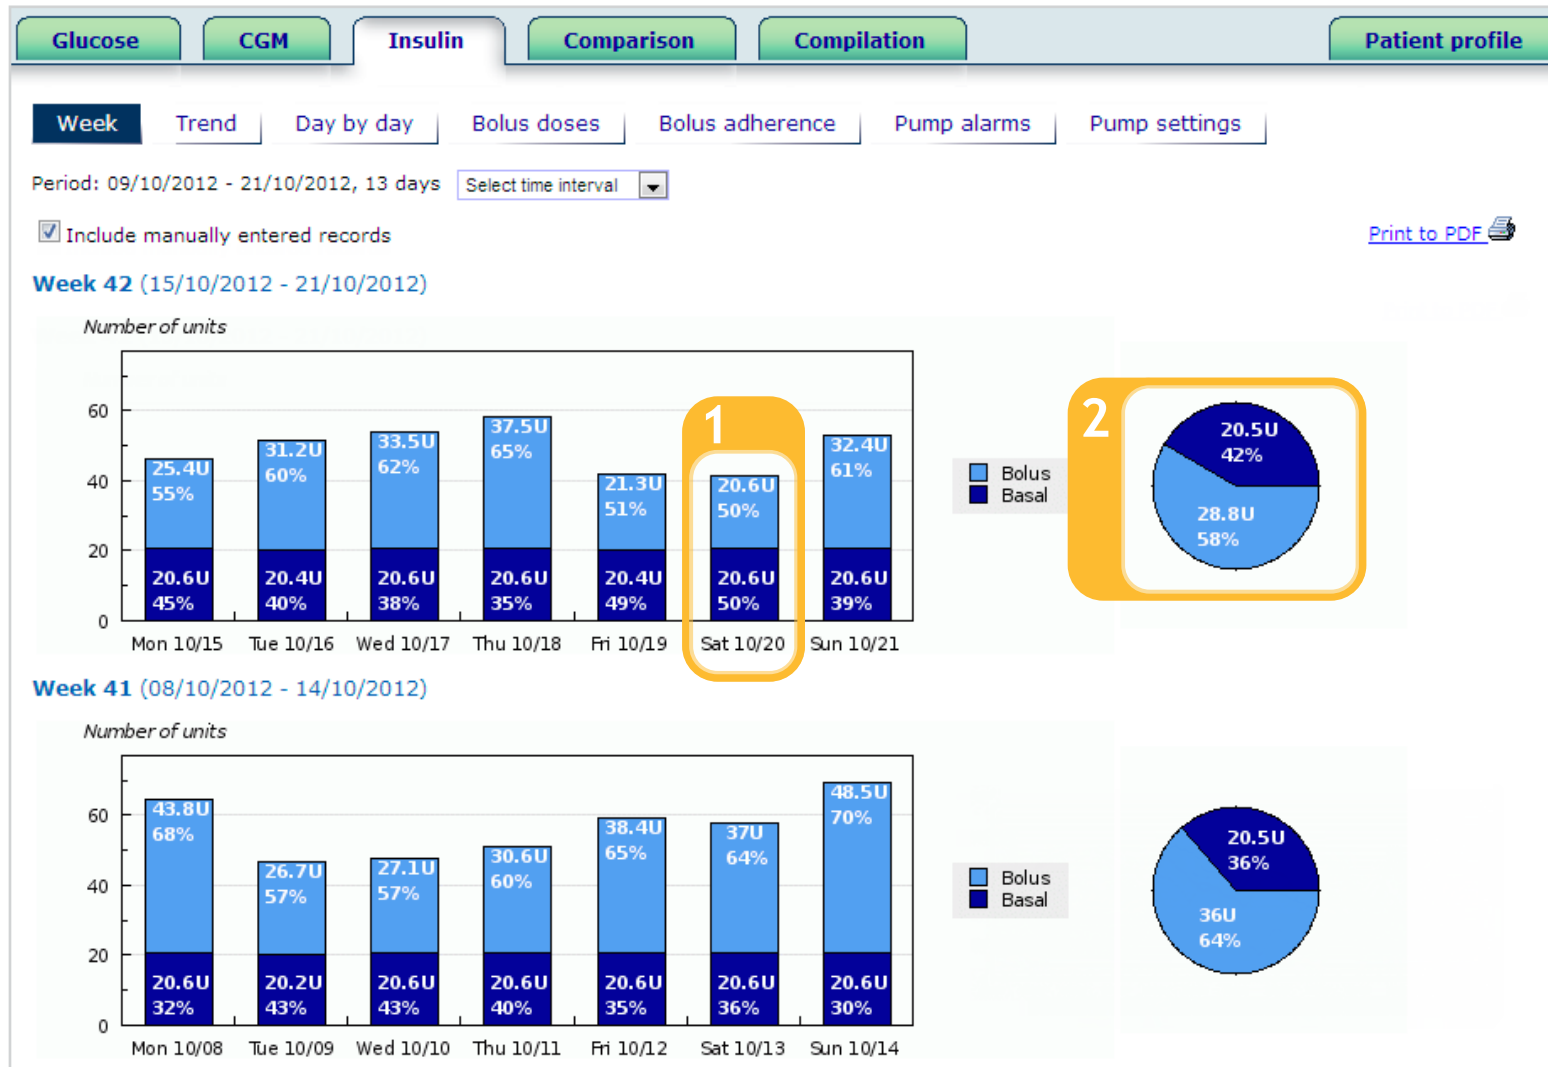 Glucose CGM Insulin Comparison Compilation Patient profile
Week Trend Day by day Bolus doses Bolus adherence Pump alarms Pump settings
Period: 09/10/2012 - 21/10/2012, 13 days Select time interval
Include manually entered records
Print to PDF
Week 42 (15/10/2012 - 21/10/2012)
Number of units
60
40
20
0
25.4U
55%
31.2U
60%
33.5U
62%
37.5U
65%
21.3U
51%
1
20.6U
50%
32.4U
61%
20.6U
45%
20.4U
40%
20.6U
38%
20.6U
35%
20.4U
49%
20.6U
50%
20.6U
39%
Mon 10/15 Tue 10/16 Wed 10/17 Thu 10/18 Fri 10/19 Sat 10/20 Sun 10/21
Bolus
Basal
2
20.5U
42%
28.8U
58%
Week 41 (08/10/2012 - 14/10/2012)
Number of units
60
40
20
0
43.8U
68%
26.7U
57%
27.1U
57%
30.6U
60%
38.4U
65%
37U
64%
48.5U
70%
20.6U
32%
20.2U
43%
20.6U
43%
20.6U
40%
20.6U
35%
20.6U
36%
20.6U
30%
Mon 10/08 Tue 10/09 Wed 10/10 Thu 10/11 Fri 10/12 Sat 10/13 Sun 10/14
Bolus
Basal
20.5U
36%
36U
64%